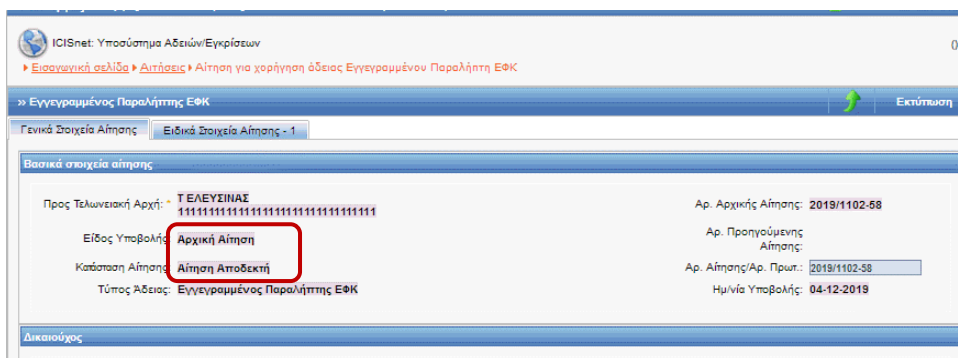 ICISnet: Υποσύστημα Αδειών/Εγκρίσεων
Εισαγωγική σελίδα Αιτήσεις Αίτηση για χορήγηση άδειας Εγγεγραμμένου Παραλήπτη ΕΦΚ
» Εγγεγραμμένος Παραλήπτης ΕΦΚ Εκτύπωση
Γενικά Στοιχεία Αίτησης Ειδικά Στοιχεία Αίτησης - 1
Βασικά στοιχεία αίτησης
Προς Τελωνειακή Αρχή: * Τ ΕΛΕΥΣΙΝΑΣ
Αρ. Αρχικής Αίτησης: 2019/1102-58
Είδος Υποβολής Αρχική Αίτηση
Αρ. Προηγούμενης
Αίτησης:
Κατάσταση Αίτησης Αίτηση Αποδεκτή
Αρ. Αίτησης/Αρ. Πρωτ.: 2019/1102-58
Τύπος Άδειας: Εγγεγραμμένος Παραλήπτης ΕΦΚ
Ημ/νία Υποβολής: 04-12-2019
Δικαιούχος